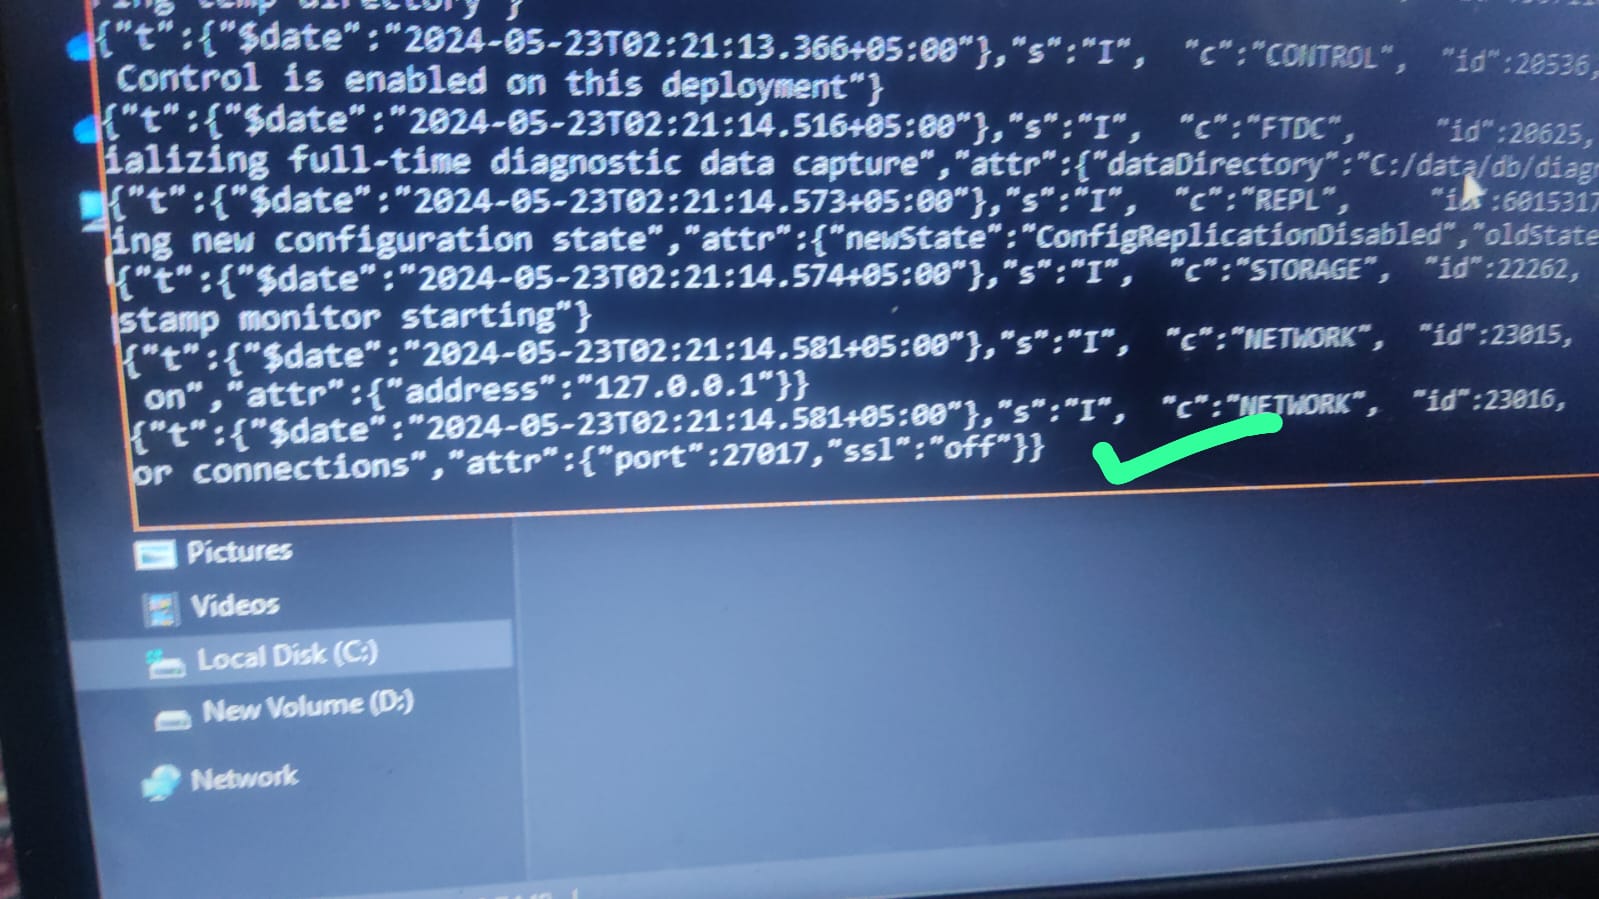 ing temp directory"}
{"t":{"$date":"2024-05-23T02:21:13.366+05:00"},"s":"I", "c":"CONTROL", "id":20536,
Control is enabled on this deployment"}
{"t":{"$date":"2024-05-23T02:21:14.516+05:00"},"s":"I", "c":"FTDC", "id":20625,
ializing full-time diagnostic data capture","attr":{"dataDirectory":"C:/data/db/diagn
{"t":{"$date":"2024-05-23T02:21:14.573+05:00"},"s":"I", "c":"REPL", "id":6015317
ing new configuration state","attr":{"newState":"ConfigReplicationDisabled","oldState
{"t":{"$date":"2024-05-23T02:21:14.574+05:00"},"s":"I", "c":"STORAGE", "id":22262,
stamp monitor starting"}
{"t":{"$date":"2024-05-23T02:21:14.581+05:00"},"s":"I", "c":"NETWORK", "id":23015,
on","attr":{"address":"127.0.0.1"}}
{"t":{"$date":"2024-05-23T02:21:14.581+05:00"},"s":"I", "c":"NETWORK", "id":23016,
or connections","attr":{"port":27017,"ssl":"off"}}
Pictures
Videos
Local Disk (C:)
New Volume (D:)
Network